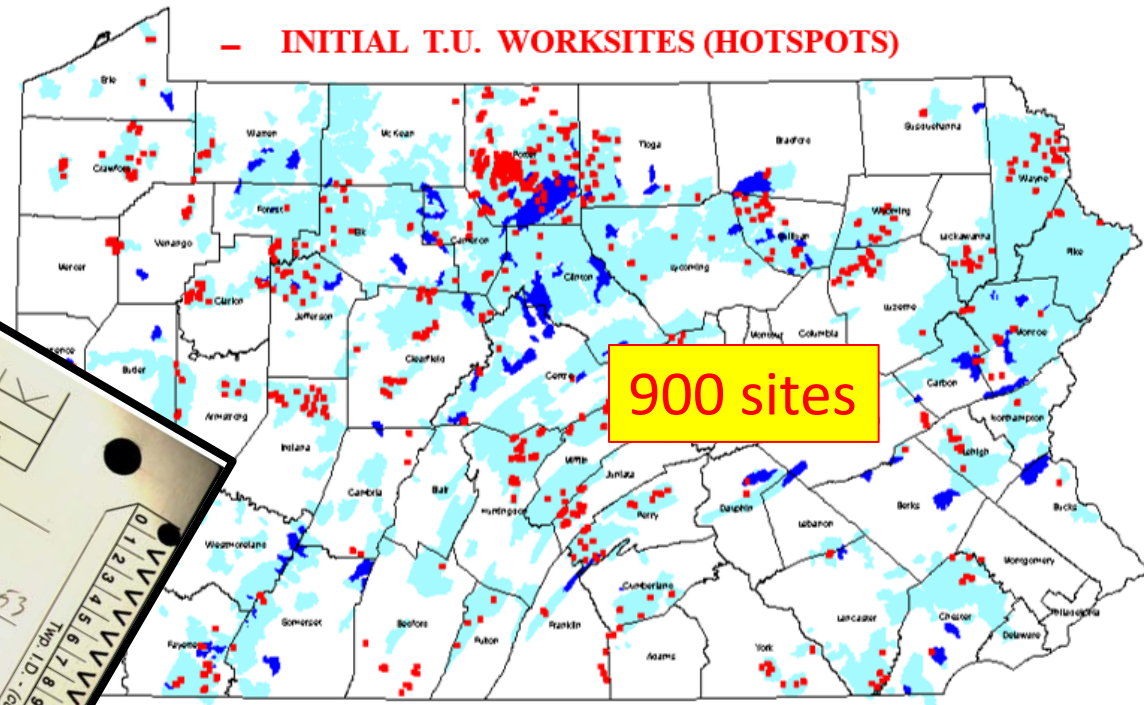 – INITIAL T.U. WORKSITES (HOTSPOTS)
Erie
Warren
Mc Kean
Potter
Tioga
Bradford
Susquehanna
Crawford
Wayne
Forest
Elk
Wyoming
Venango
Cameron
Sullivan
Lackawanna
Mercer
Clinton
Lycoming
Pike
Clarion
Jefferson
Luzerne
Monroe
Montour
Columbia
Butler
Clearfield
Centre
Carbon
900 sites
Armstrong
Northampton
Indiana
Mifflin
Juniata
Lehigh
Cambria
Blair
Huntingdon
Perry
Dauphin
Berks
Bucks
Lebanon
Westmoreland
Montgomery
Cumberland
Philadelphia
Somerset
Bedford
Fulton
Franklin
Lancaster
Chester
Delaware
Fayette
Adams
York
K
53
0
1
2
3
4
5
6
7
8
9
Twp. I.D. -